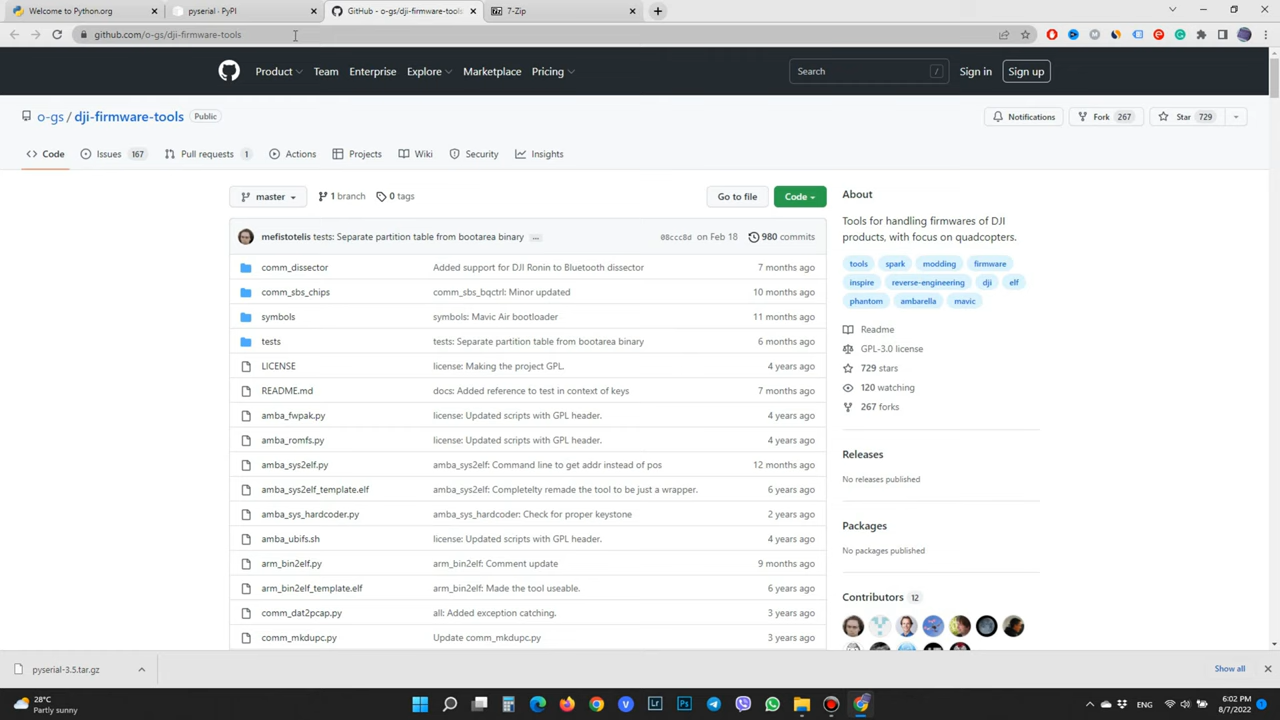 Welcome to Python.org
pyserial · PyPI
GitHub - o-gs/dji-firmware-tools
7-Zip
github.com/o-gs/dji-firmware-tools
Product
Team
Enterprise
Explore
Marketplace
Pricing
Search
/
Sign in
Sign up
o-gs / dji-firmware-tools
Public
Notifications
Fork 267
Star 729
Code
Issues 167
Pull requests 1
Actions
Projects
Wiki
Security
Insights
master
1 branch
0 tags
Go to file
Code
mefistotelis tests: Separate partition table from bootarea binary ...
08ccc8d on Feb 18
980 commits
comm_dissector Added support for DJI Ronin to Bluetooth dissector 7 months ago
comm_sbs_chips comm_sbs_bqctrl: Minor updated 10 months ago
symbols symbols: Mavic Air bootloader 11 months ago
tests tests: Separate partition table from bootarea binary 6 months ago
LICENSE license: Making the project GPL. 4 years ago
README.md docs: Added reference to test in context of keys 7 months ago
amba_fwpak.py license: Updated scripts with GPL header. 4 years ago
amba_romfs.py license: Updated scripts with GPL header. 4 years ago
amba_sys2elf.py amba_sys2elf: Command line to get addr instead of pos 12 months ago
amba_sys2elf_template.elf amba_sys2elf: Completelty remade the tool to be just a wrapper. 6 years ago
amba_sys_hardcoder.py amba_sys_hardcoder: Check for proper keystone 2 years ago
amba_ubifs.sh license: Updated scripts with GPL header. 4 years ago
arm_bin2elf.py arm_bin2elf: Comment update 9 months ago
arm_bin2elf_template.elf arm_bin2elf: Made the tool useable. 6 years ago
comm_dat2pcap.py all: Added exception catching. 3 years ago
comm_mkdupc.py Update comm_mkdupc.py 3 years ago
About
Tools for handling firmwares of DJI
products, with focus on quadcopters.
tools spark modding firmware
inspire reverse-engineering dji elf
phantom ambarella mavic
Readme
GPL-3.0 license
729 stars
120 watching
267 forks
Releases
No releases published
Packages
No packages published
Contributors 12
pyserial-3.5.tar.gz
Show all
28°C
Partly sunny
ENG
6:02 PM
8/7/2022